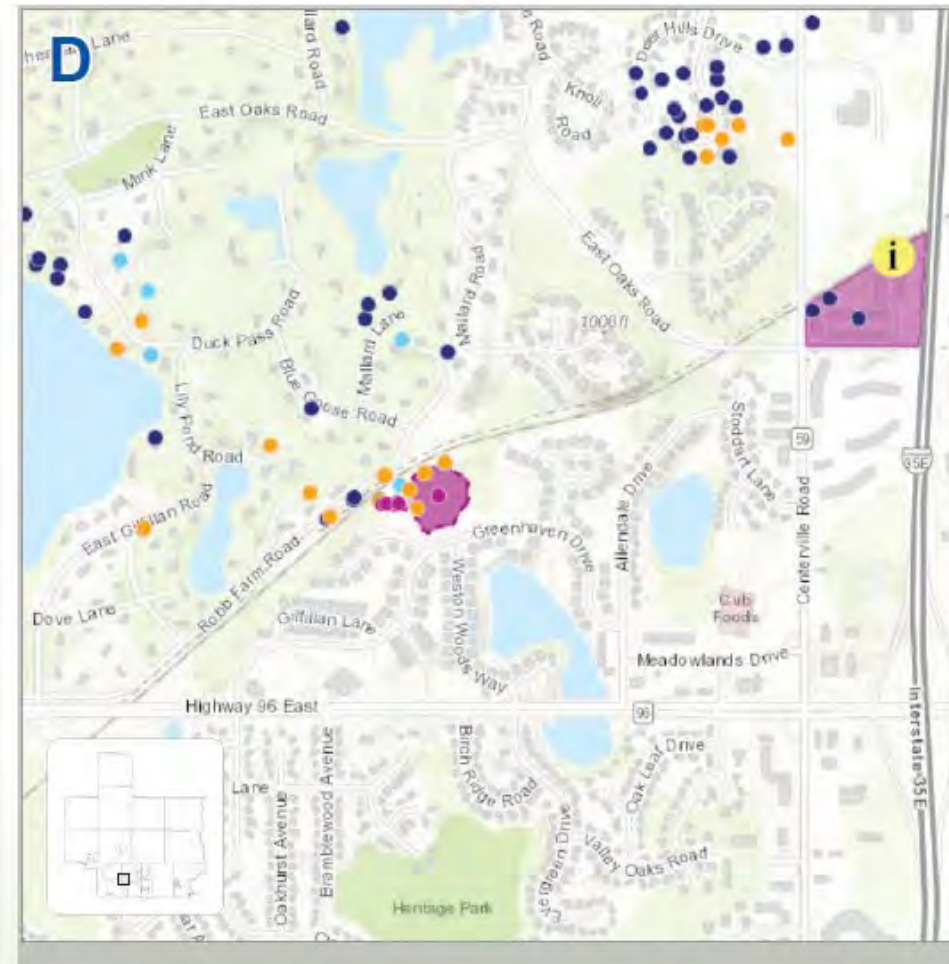 D
Deer Hills Drive
Knoll
Road
East Oaks Road
Mink Lane
i
Mallard Road
East Oaks Road
1006 ft
Duck Pass Road
Mallard Lane
Blue Goose Road
Lily Pond Road
Stoddart Lane
59
35E
East Gilfillan Road
Allendale Drive
Centerville Road
Greenhaven Drive
Robb Farm Road
Weston Woods Way
Dove Lane
Gilfillan Lane
Cub
Foods
Meadowlands Drive
Highway 96 East
96
Interstate 35E
Birch Ridge Road
Oak Leaf Drive
Lane
Oakhurst Avenue
Bramblewood Avenue
Valley Oaks Road
Heritage Park